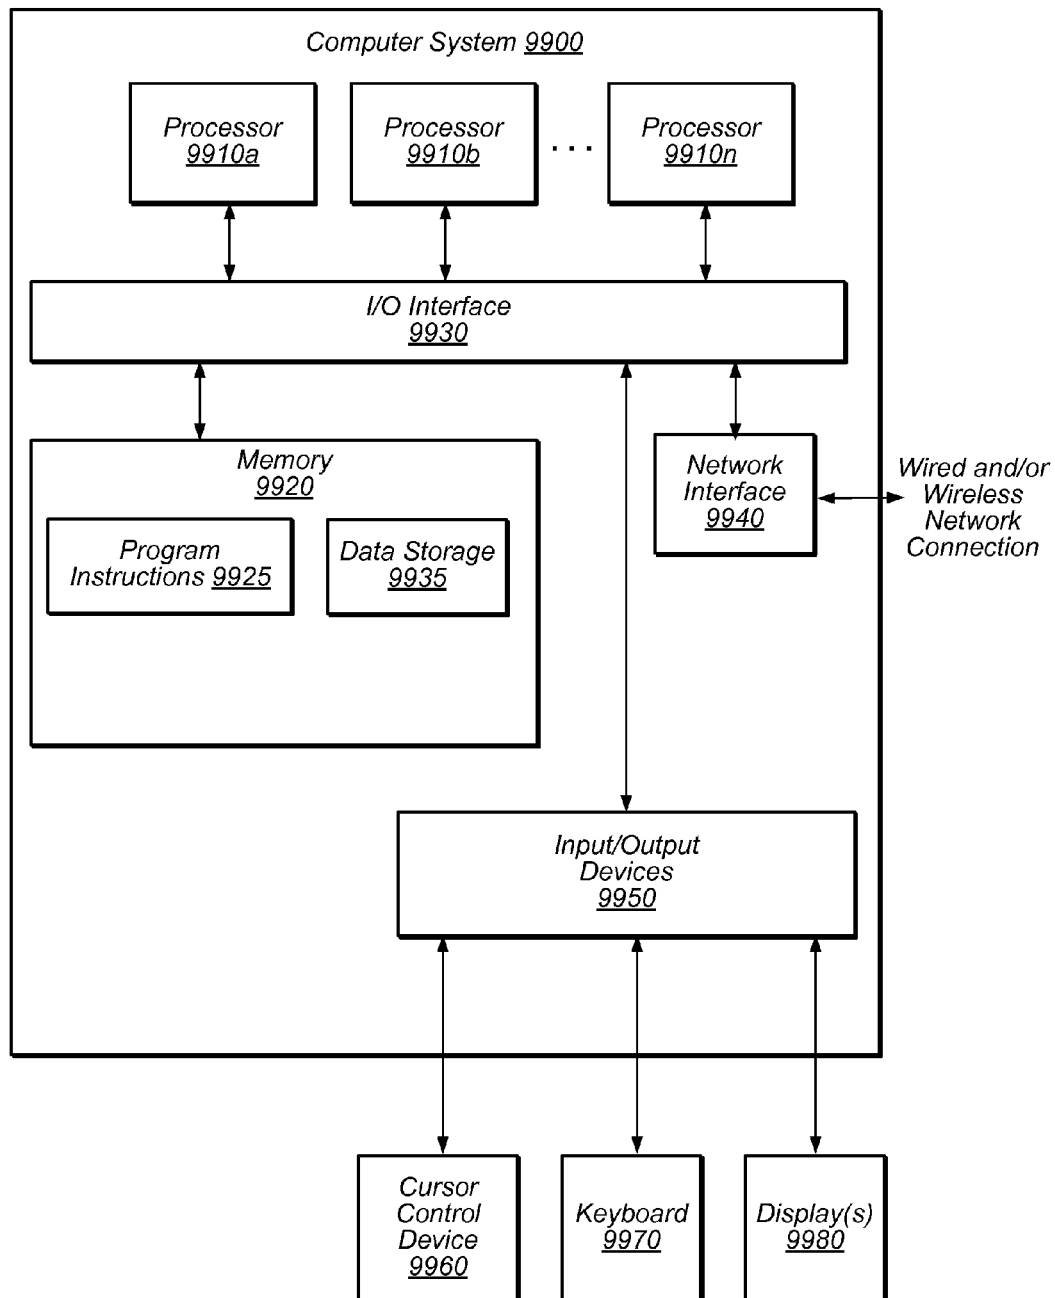 Computer System 9900
Processor
9910a
Processor
9910b
. . .
Processor
9910n
I/O Interface
9930
Memory
9920
Program
Instructions 9925
Data Storage
9935
Network
Interface
9940
Wired and/or
Wireless
Network
Connection
Input/Output
Devices
9950
Cursor
Control
Device
9960
Keyboard
9970
Display(s)
9980